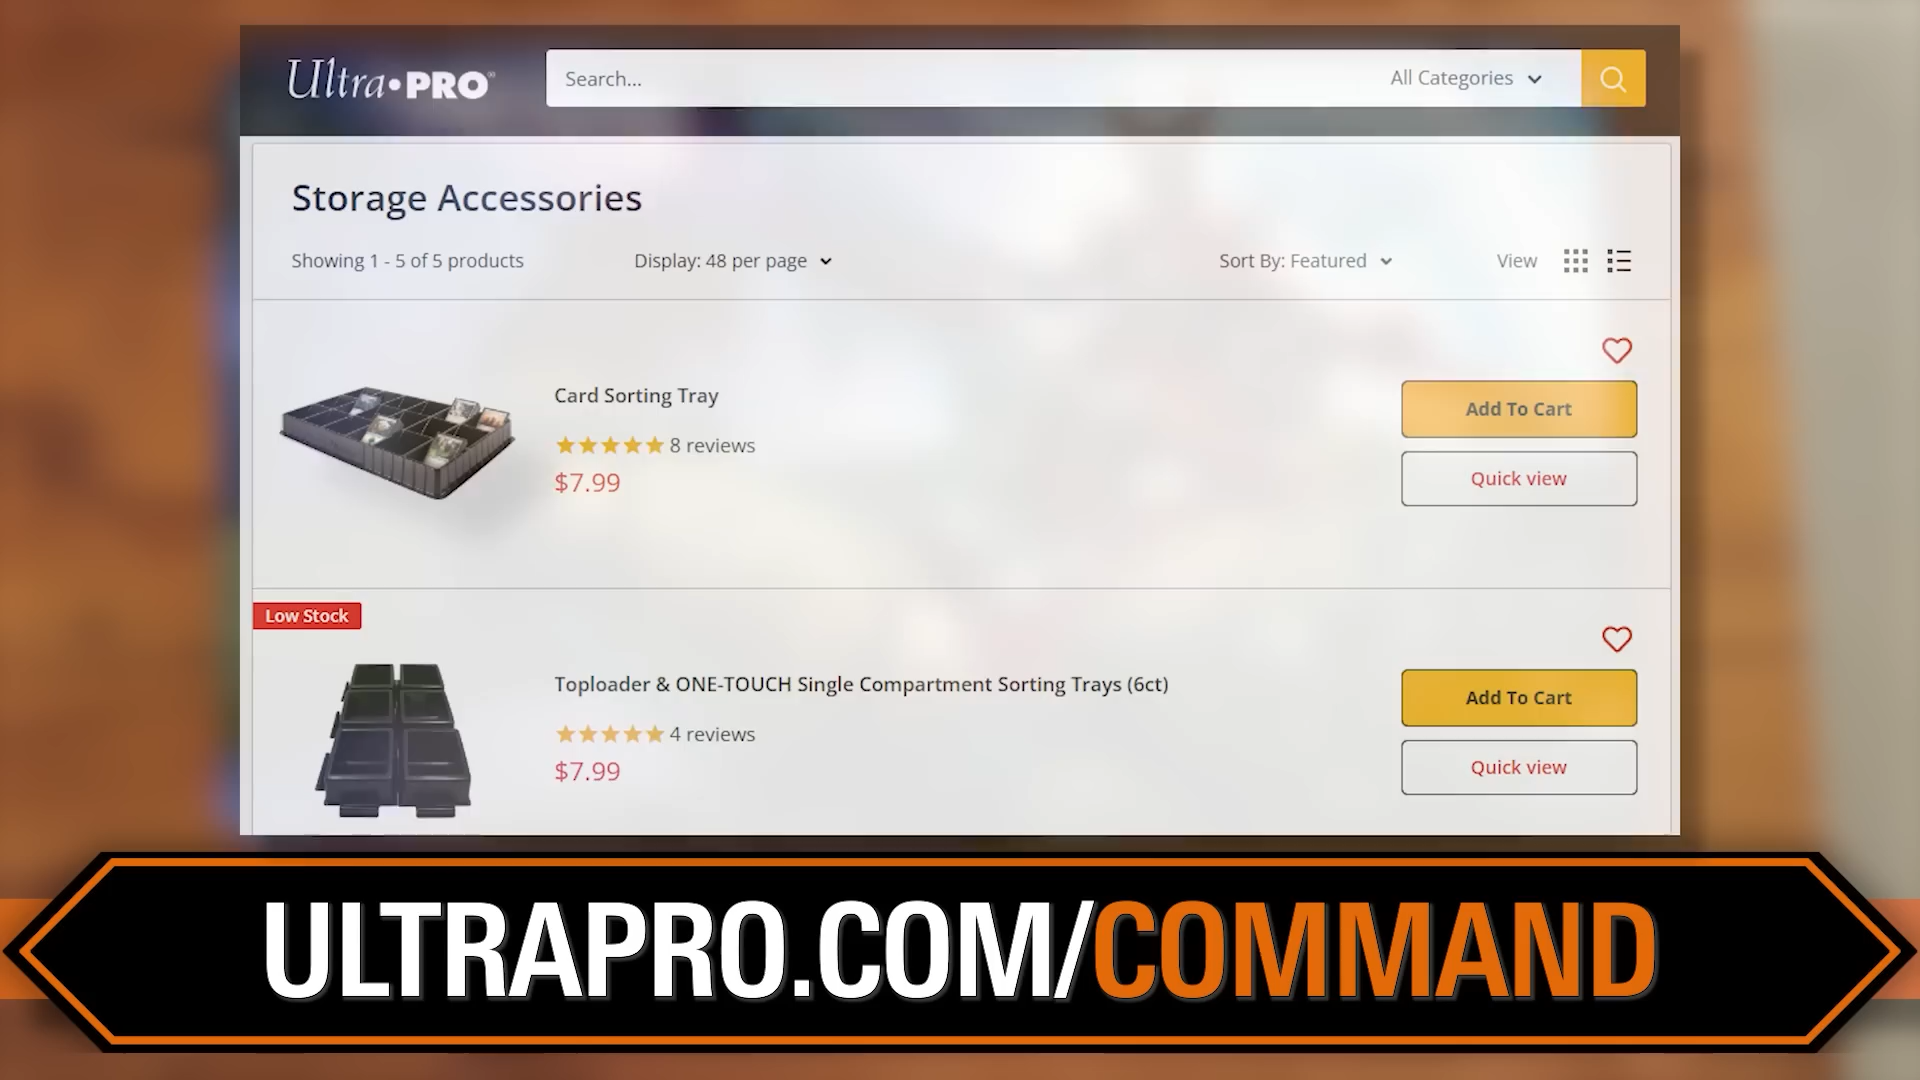 Ultra•PRO®
Search...
All Categories
Storage Accessories
Showing 1 - 5 of 5 products
Display: 48 per page
Sort By: Featured
View
Card Sorting Tray
8 reviews
$7.99
Add To Cart
Quick view
Low Stock
Toploader & ONE-TOUCH Single Compartment Sorting Trays (6ct)
4 reviews
$7.99
Add To Cart
Quick view
ULTRAPRO.COM/COMMAND